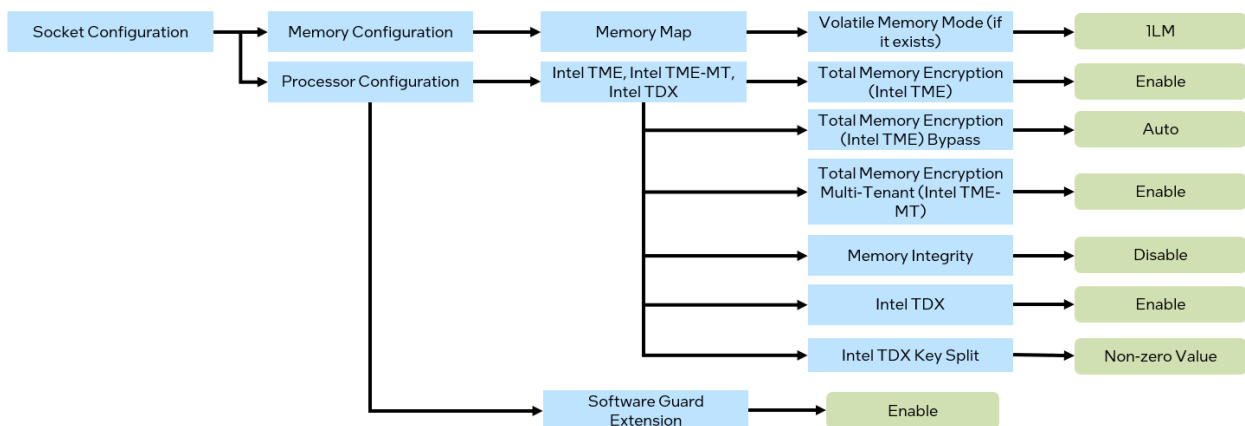 Socket Configuration
Memory Configuration
Memory Map
Volatile Memory Mode (if
it exists)
1LM
Processor Configuration
Intel TME, Intel TME-MT,
Intel TDX
Total Memory Encryption
(Intel TME)
Enable
Total Memory Encryption
(Intel TME) Bypass
Auto
Total Memory Encryption
Multi-Tenant (Intel TME-
MT)
Enable
Memory Integrity
Disable
Intel TDX
Enable
Intel TDX Key Split
Non-zero Value
Software Guard
Extension
Enable